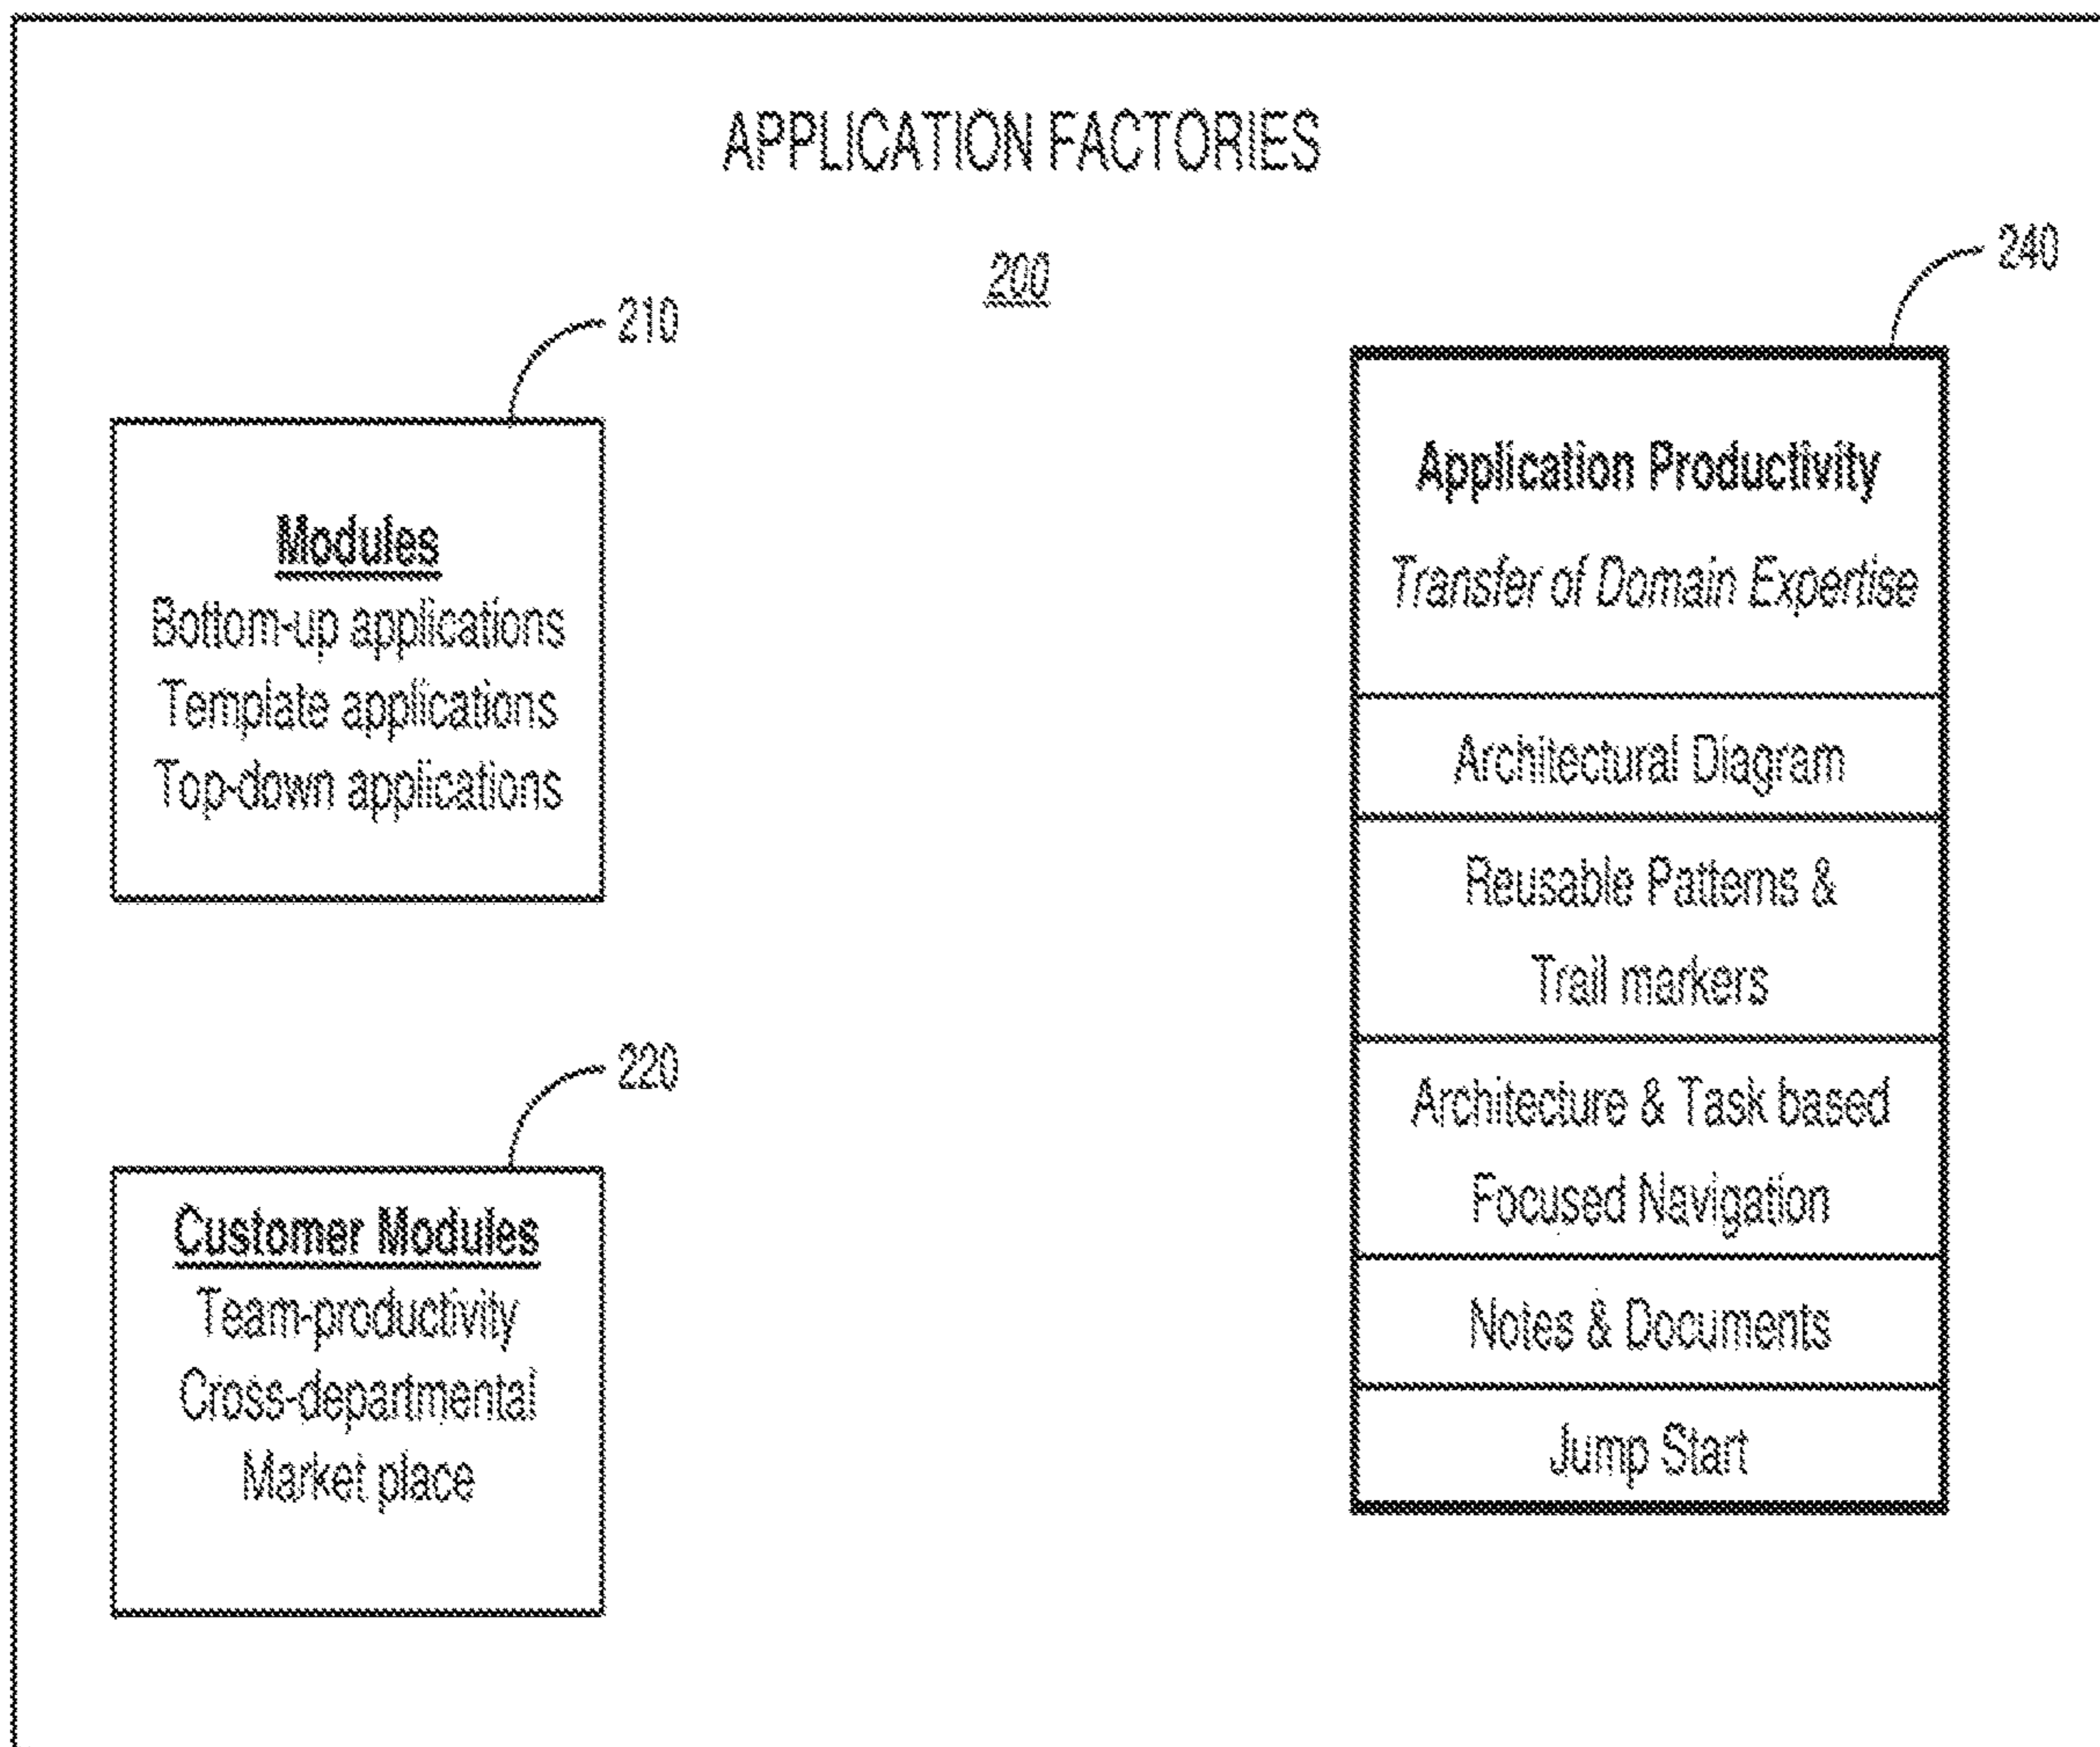 APPLICATION FACTORIES
200
210
Modules
Bottom-up applications
Template applications
Top-down applications
220
Customer Modules
Team-productivity
Cross-departmental
Market place
240
Application Productivity
Transfer of Domain Expertise
Architectural Diagram
Reusable Patterns &
Trail markers
Architecture & Task based
Focused Navigation
Notes & Documents
Jump Start